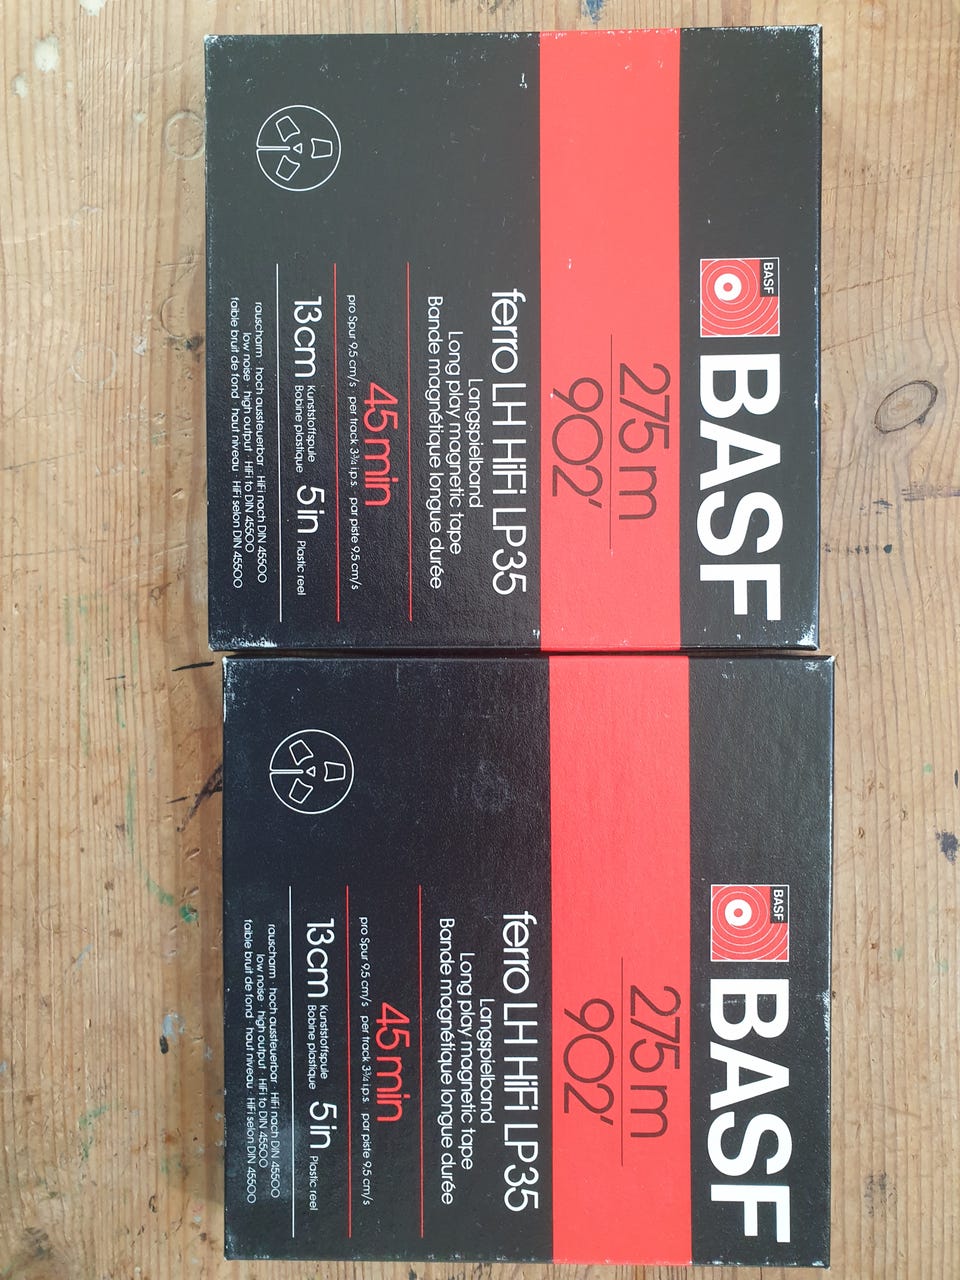 BASF
BASF
275 m
902'
ferro LH HiFi LP35
Langspielband
Long play magnetic tape
Bande magnétique longue durée
45 min
pro Spur 9,5 cm/s · per track 3¾ i.p.s. · par piste 9,5 cm/s
13cm Kunststoffspule Bobine plastique 5in Plastic reel
rauscharm · hoch aussteuerbar · HiFi nach DIN 45500
low noise · high output · HiFi to DIN 45500
faible bruit de fond · haut niveau · HiFi selon DIN 45500
BASF
BASF
275 m
902'
ferro LH HiFi LP35
Langspielband
Long play magnetic tape
Bande magnétique longue durée
45 min
pro Spur 9,5 cm/s · per track 3¾ i.p.s. · par piste 9,5 cm/s
13cm Kunststoffspule Bobine plastique 5in Plastic reel
rauscharm · hoch aussteuerbar · HiFi nach DIN 45500
low noise · high output · HiFi to DIN 45500
faible bruit de fond · haut niveau · HiFi selon DIN 45500